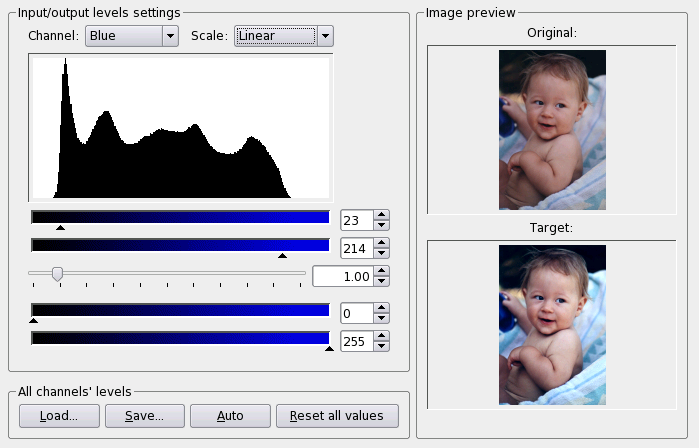 Input/output levels settings
Channel: Blue Scale: Linear
23
214
1.00
0
255
All channels' levels
Load... Save... Auto Reset all values
Image preview
Original:
Target: